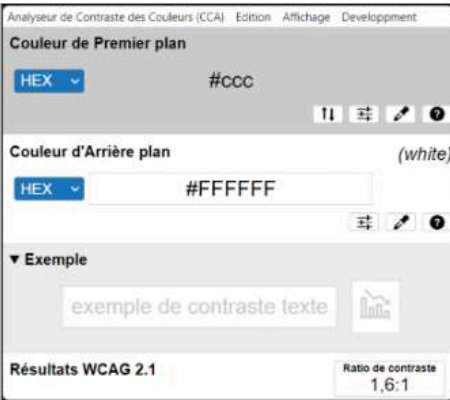 Analyseur de Contraste des Couleurs (CCA) Edition Affichage Developpment
Couleur de Premier plan
HEX #ccc
Couleur d'Arrière plan (white)
HEX #FFFFFF
▼ Exemple
exemple de contraste texte
Résultats WCAG 2.1
Ratio de contraste
1,6:1